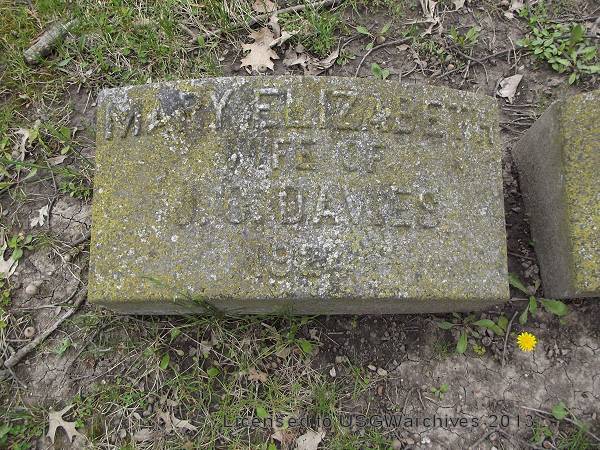 MARY ELIZABETH
WIFE OF
J. G. DAVIES
Licensed to USGWarchives 2013